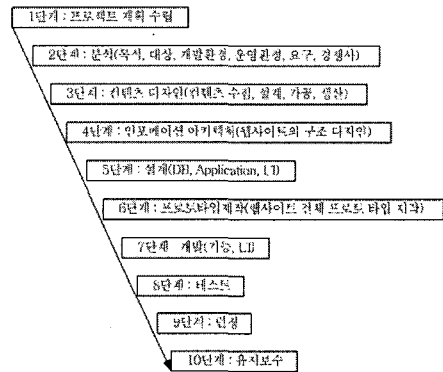 1단계 : 프로젝트 계획 수립
2단계 : 분석(목적, 대상, 개발환경, 운영환경, 요구, 경쟁사)
3단계 : 컨텐츠 디자인(컨텐츠 수집, 설계, 가공, 생산)
4단계 : 인포메이션 아키텍쳐(웹사이트의 구조 디자인)
5단계 : 설계(DB, Application, UI)
6단계 : 프로토타입제작(웹사이트 전체 프로토 타입 제작)
7단계 개발(기능, UI)
8단계 : 테스트
9단계 : 런칭
10단계 : 유지보수